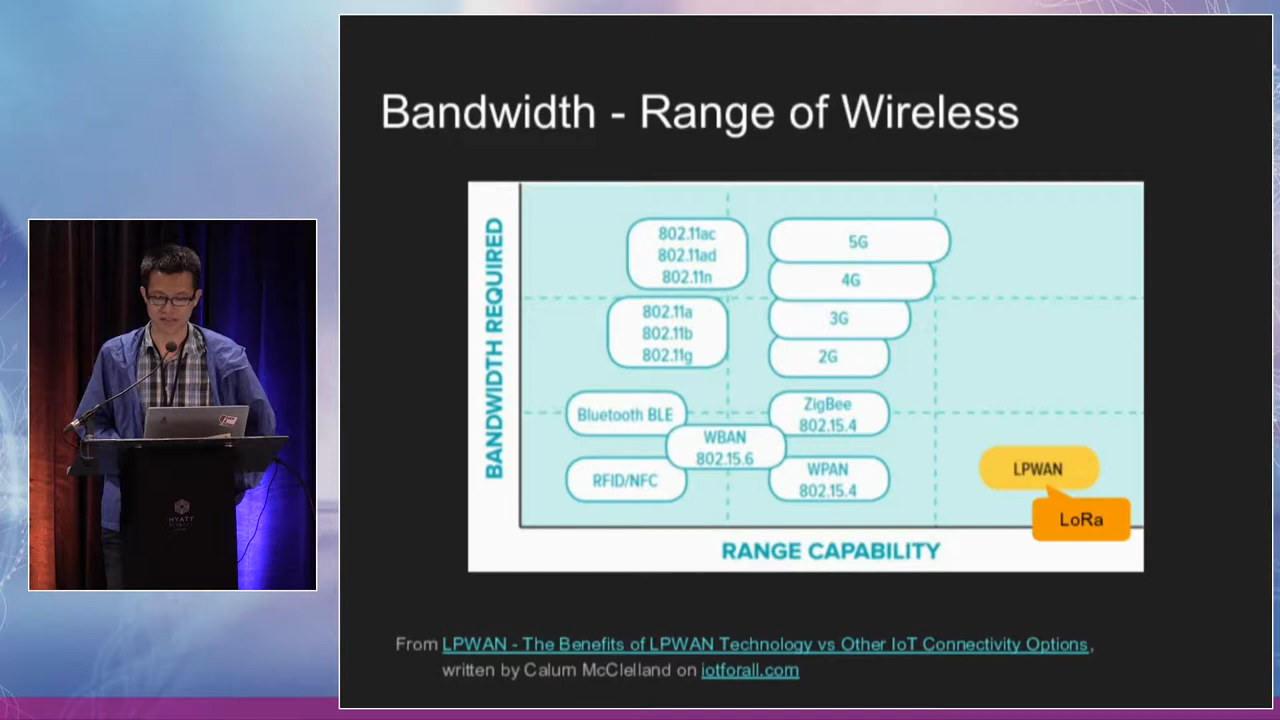 Bandwidth - Range of Wireless
BANDWIDTH REQUIRED
802.11ac
802.11ad
802.11n
5G
4G
802.11a
802.11b
802.11g
3G
2G
Bluetooth BLE
ZigBee
802.15.4
WBAN
802.15.6
RFID/NFC
WPAN
802.15.4
LPWAN
LoRa
RANGE CAPABILITY
From LPWAN - The Benefits of LPWAN Technology vs Other IoT Connectivity Options,
written by Calum McClelland on iotforall.com
HYATT